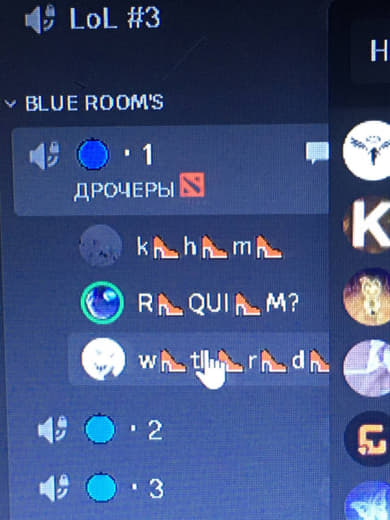 LoL #3
H
BLUE ROOM'S
· 1
ДРОЧЕРЫ
k👠h👠m👠
K
R👠QUI👠M?
w👠t 👠r👠d👠
· 2
· 3